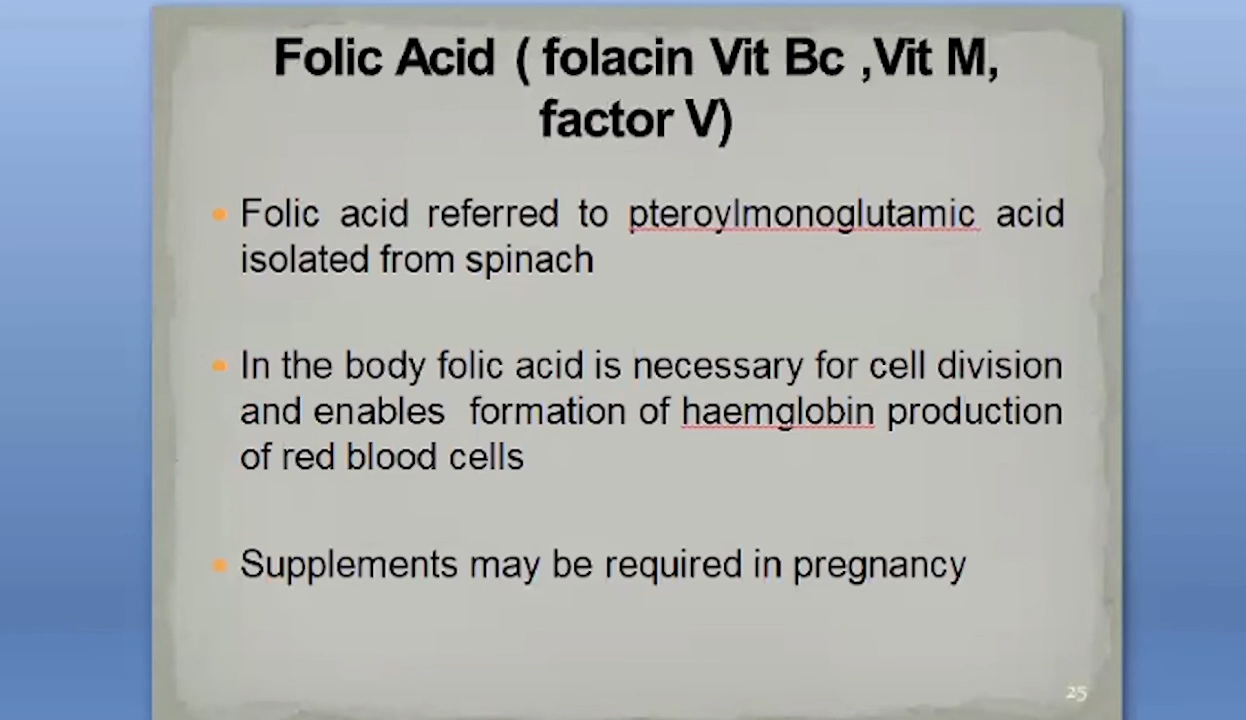 Folic Acid ( folacin Vit Bc ,Vit M,
factor V)
Folic acid referred to pteroylmonoglutamic acid
isolated from spinach
In the body folic acid is necessary for cell division
and enables formation of haemglobin production
of red blood cells
Supplements may be required in pregnancy
25